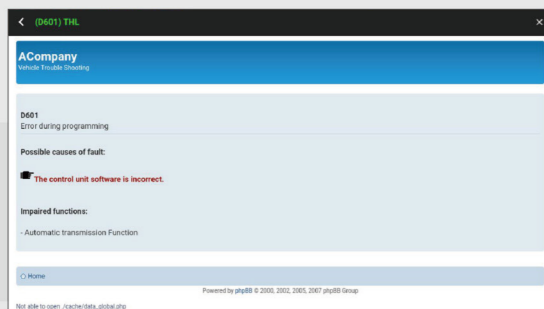 (D601) THL
ACompany
Vehicle Trouble Shooting
D601
Error during programming
Possible causes of fault:
The control unit software is incorrect.
Impaired functions:
- Automatic transmission Function
Home
Powered by phpBB © 2000, 2002, 2005, 2007 phpBB Group
Not able to open ./cache/data_global.php